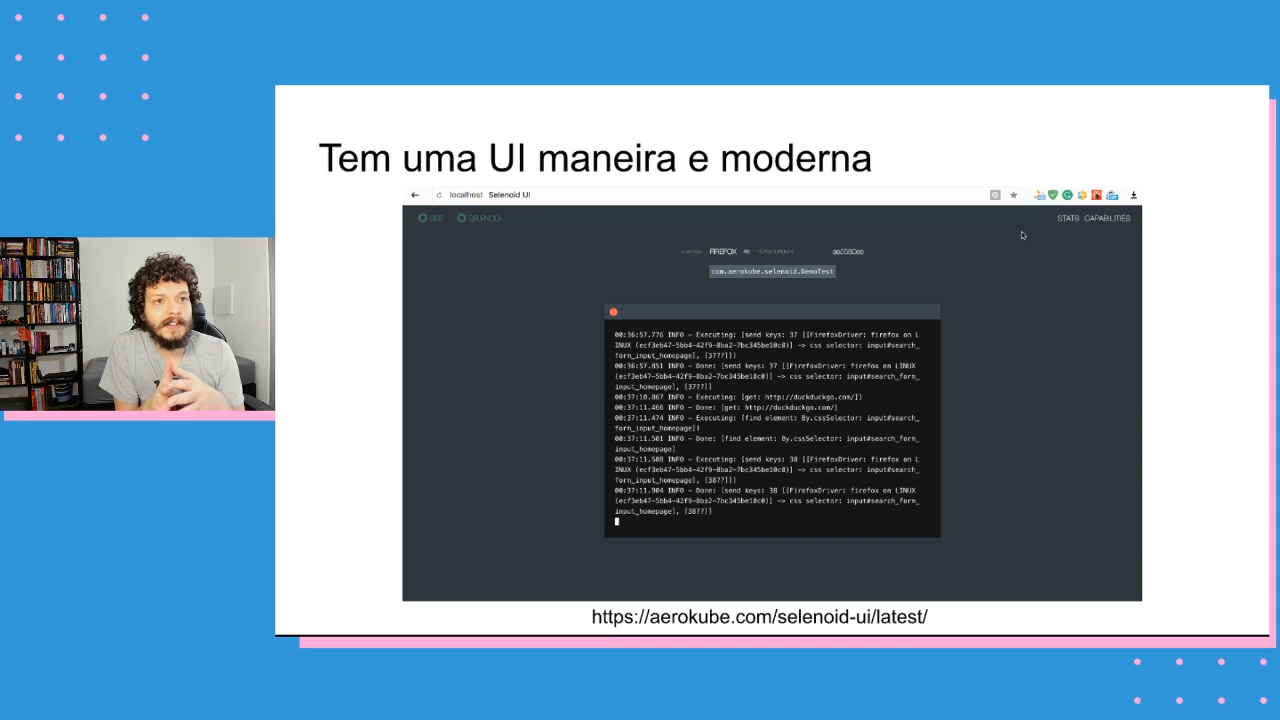 Tem uma UI maneira e moderna
localhost Selenoid UI
SSE SELENOID
STATS CAPABILITIES
unknown FIREFOX 48 1920x1080x24
com.aerokube.selenoid.DemoTest
00:36:57.776 INFO - Executing: [send keys: 37 [[FirefoxDriver: firefox on L
INUX (ecf3eb47-5bb4-42f9-8ba2-7bc345be10c0)] -> css selector: input#search_
form_input_homepage], [37??]])
00:36:57.851 INFO - Done: [send keys: 37 [[FirefoxDriver: firefox on LINUX
(ecf3eb47-5bb4-42f9-8ba2-7bc345be10c0)] -> css selector: input#search_form_
input_homepage], [37??]]
00:37:10.867 INFO - Executing: [get: http://duckduckgo.com/])
00:37:11.466 INFO - Done: [get: http://duckduckgo.com/]
00:37:11.474 INFO - Executing: [find element: By.cssSelector: input#search_
form_input_homepage])
00:37:11.501 INFO - Done: [find element: By.cssSelector: input#search_form_
input_homepage]
00:37:11.508 INFO - Executing: [send keys: 38 [[FirefoxDriver: firefox on L
INUX (ecf3eb47-5bb4-42f9-8ba2-7bc345be10c0)] -> css selector: input#search_
form_input_homepage], [38??]])
00:37:11.904 INFO - Done: [send keys: 38 [[FirefoxDriver: firefox on LINUX
(ecf3eb47-5bb4-42f9-8ba2-7bc345be10c0)] -> css selector: input#search_form_
input_homepage], [38??]]
https://aerokube.com/selenoid-ui/latest/